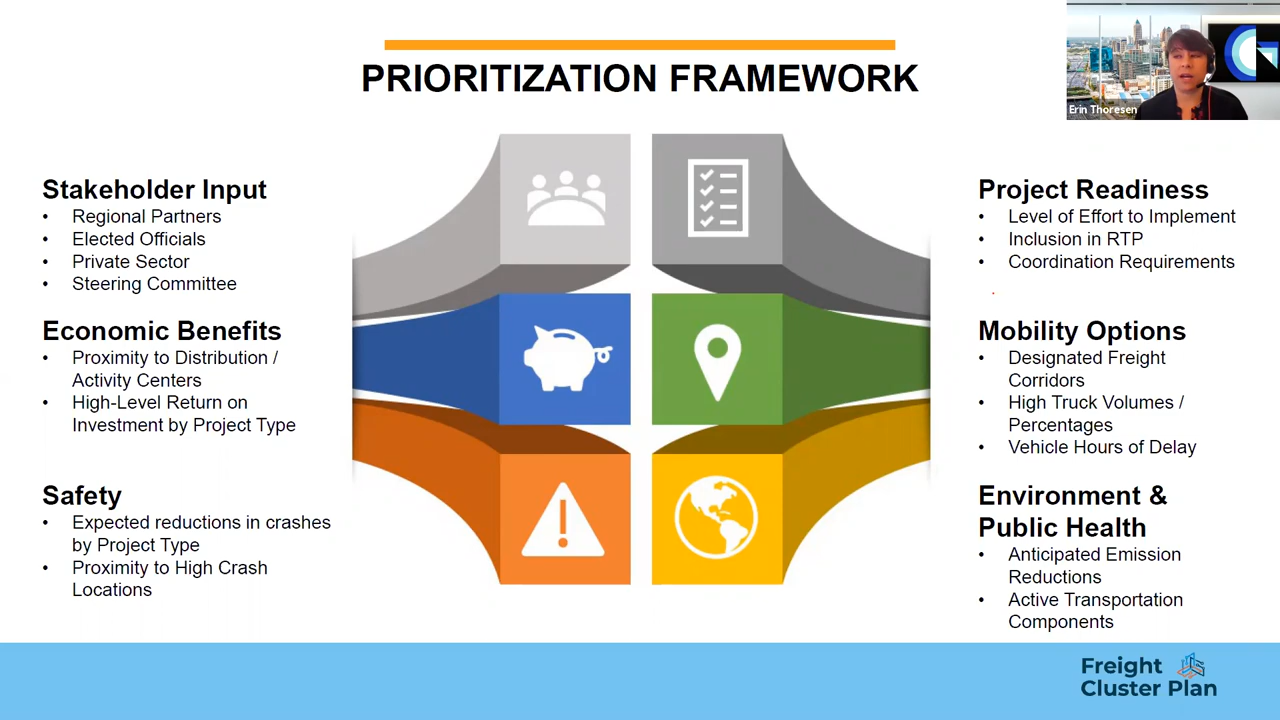 PRIORITIZATION FRAMEWORK
Erin Thoresen
Stakeholder Input
• Regional Partners
• Elected Officials
• Private Sector
• Steering Committee
Economic Benefits
• Proximity to Distribution /
Activity Centers
• High-Level Return on
Investment by Project Type
Safety
• Expected reductions in crashes
by Project Type
• Proximity to High Crash
Locations
Project Readiness
• Level of Effort to Implement
• Inclusion in RTP
• Coordination Requirements
Mobility Options
• Designated Freight
Corridors
• High Truck Volumes /
Percentages
• Vehicle Hours of Delay
Environment &
Public Health
• Anticipated Emission
Reductions
• Active Transportation
Components
Freight
Cluster Plan